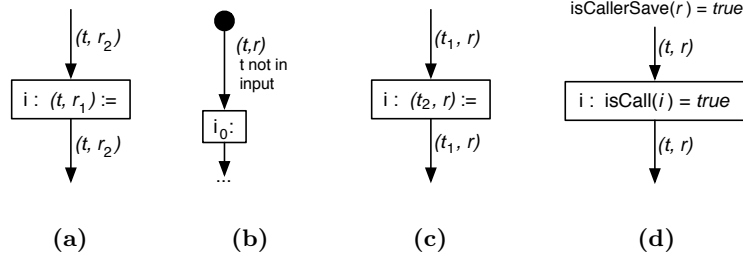 isCallerSave(r) = true
(t, r2)
i : (t, r1) :=
(t, r2)
(a)
(t,r)
t not in
input
i0:
...
(b)
(t1, r)
i : (t2, r) :=
(t1, r)
(c)
(t, r)
i : isCall(i) = true
(t, r)
(d)